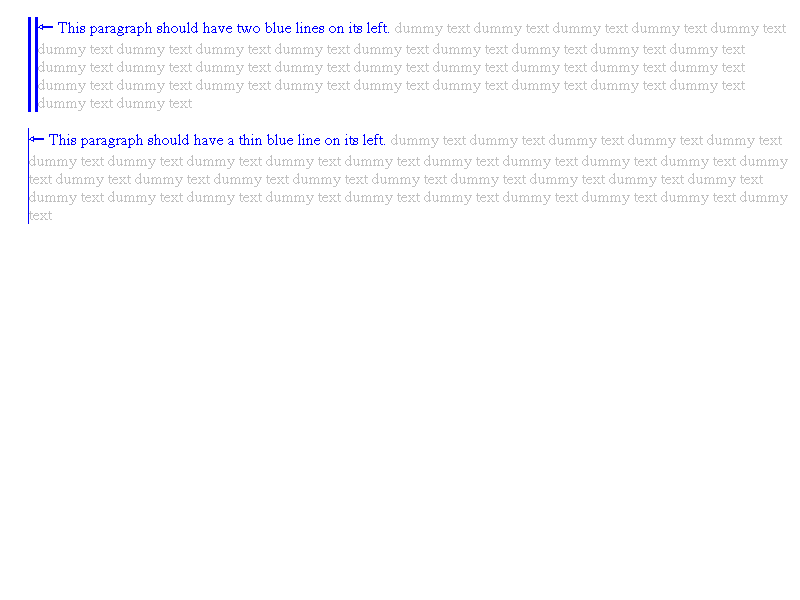 ⇐ This paragraph should have two blue lines on its left. dummy text dummy text dummy text dummy text dummy text
dummy text dummy text dummy text dummy text dummy text dummy text dummy text dummy text dummy text
dummy text dummy text dummy text dummy text dummy text dummy text dummy text dummy text dummy text
dummy text dummy text dummy text dummy text dummy text dummy text dummy text dummy text dummy text
dummy text dummy text
⇐ This paragraph should have a thin blue line on its left. dummy text dummy text dummy text dummy text dummy text
dummy text dummy text dummy text dummy text dummy text dummy text dummy text dummy text dummy text dummy
text dummy text dummy text dummy text dummy text dummy text dummy text dummy text dummy text dummy text
dummy text dummy text dummy text dummy text dummy text dummy text dummy text dummy text dummy text dummy
text